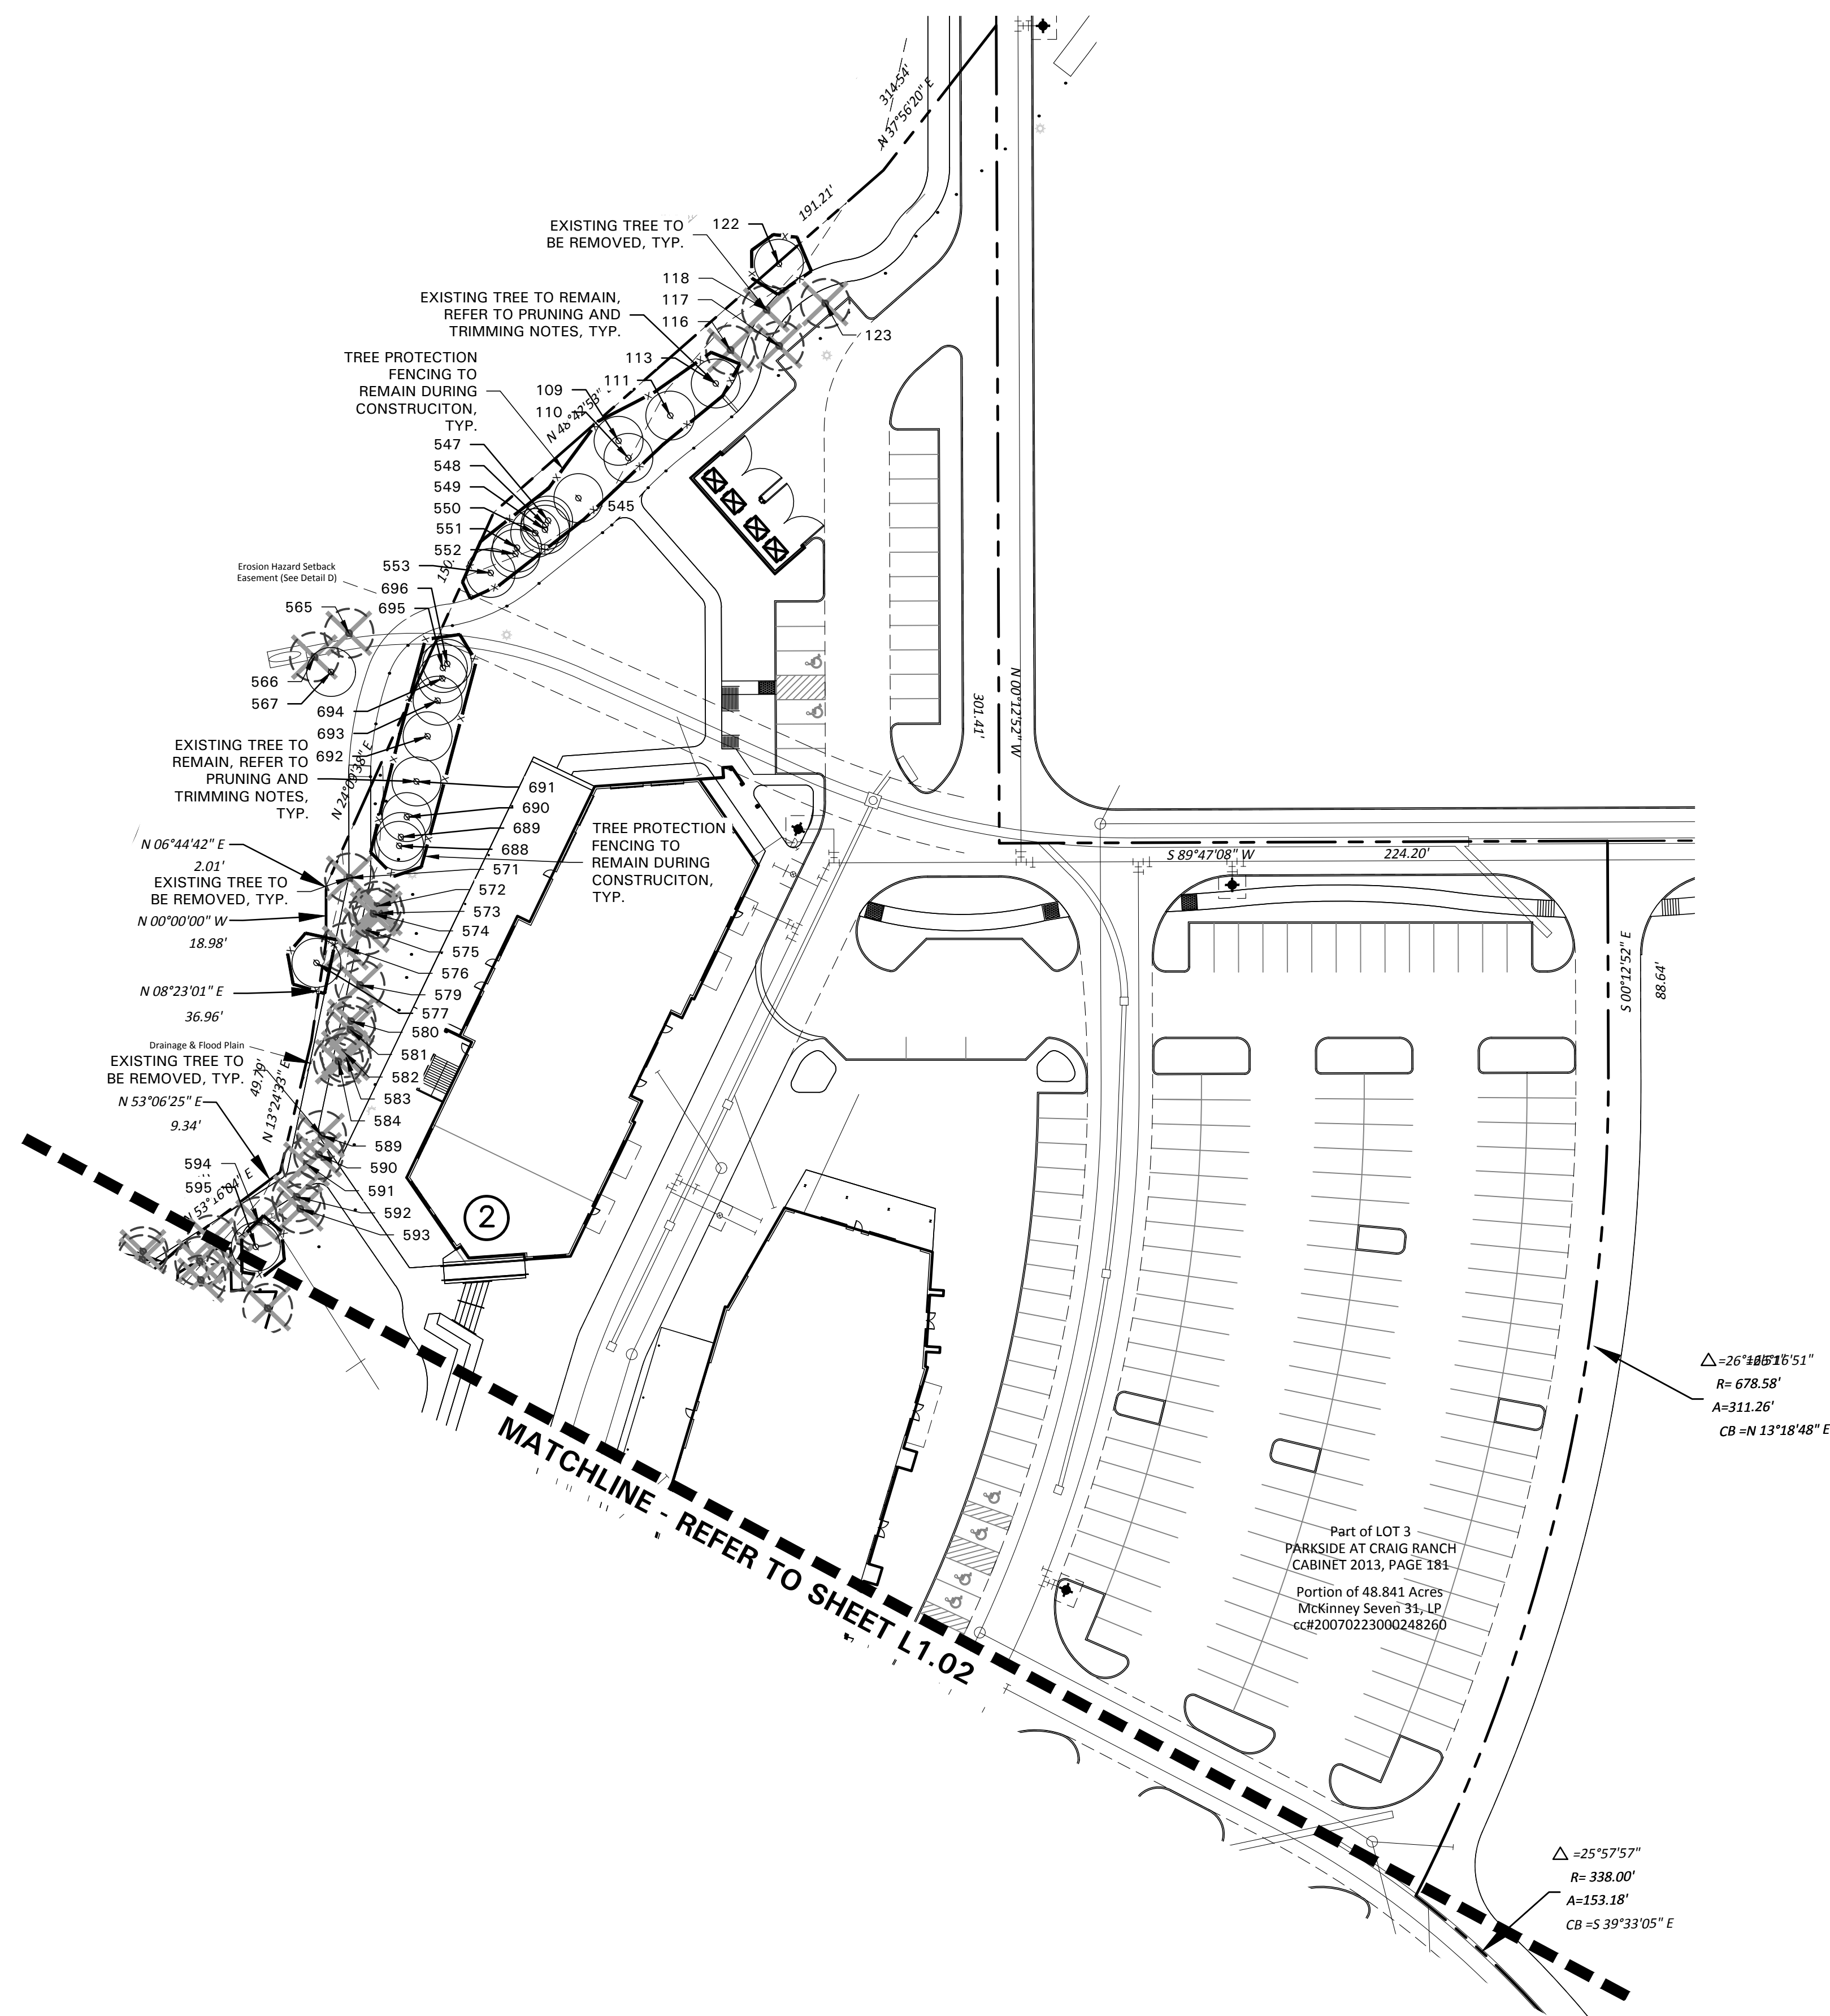 314.54'
N 37°56'20" E
191.21'
EXISTING TREE TO
BE REMOVED, TYP.
122
118
117
116
123
EXISTING TREE TO REMAIN,
REFER TO PRUNING AND
TRIMMING NOTES, TYP.
113
111
109
110
TREE PROTECTION
FENCING TO
REMAIN DURING
CONSTRUCITON,
TYP.
N 48°42'53"
547
548
549
550
551
552
553
545
150.
Erosion Hazard Setback
Easement (See Detail D)
696
695
565
566
567
694
693
692
EXISTING TREE TO
REMAIN, REFER TO
PRUNING AND
TRIMMING NOTES,
TYP.
N 24°09'38" E
691
690
689
688
TREE PROTECTION
FENCING TO
REMAIN DURING
CONSTRUCITON,
TYP.
301.41'
N 00°12'52" W
S 89°47'08" W
224.20'
N 06°44'42" E
2.01'
EXISTING TREE TO
BE REMOVED, TYP.
N 00°00'00" W
18.98'
571
572
573
574
575
576
579
577
580
581
582
583
584
589
590
591
592
593
N 08°23'01" E
36.96'
Drainage & Flood Plain
EXISTING TREE TO
BE REMOVED, TYP.
49.79'
N 13°24'33" E
N 53°06'25" E
9.34'
594
595
2
S 00°12'52" E
88.64'
R= 678.58'
A=311.26'
CB =N 13°18'48" E
MATCHLINE - REFER TO SHEET L1.02
Part of LOT 3
PARKSIDE AT CRAIG RANCH
CABINET 2013, PAGE 181
Portion of 48.841 Acres
McKinney Seven 31, LP
cc#20070223000248260
=25°57'57"
R= 338.00'
A=153.18'
CB =S 39°33'05" E